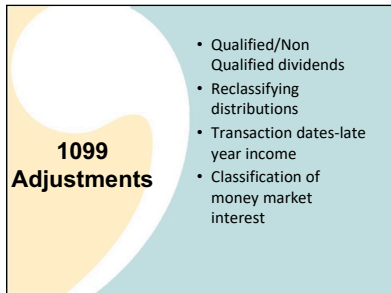 1099
Adjustments
• Qualified/Non
Qualified dividends
• Reclassifying
distributions
• Transaction dates-late
year income
• Classification of
money market
interest